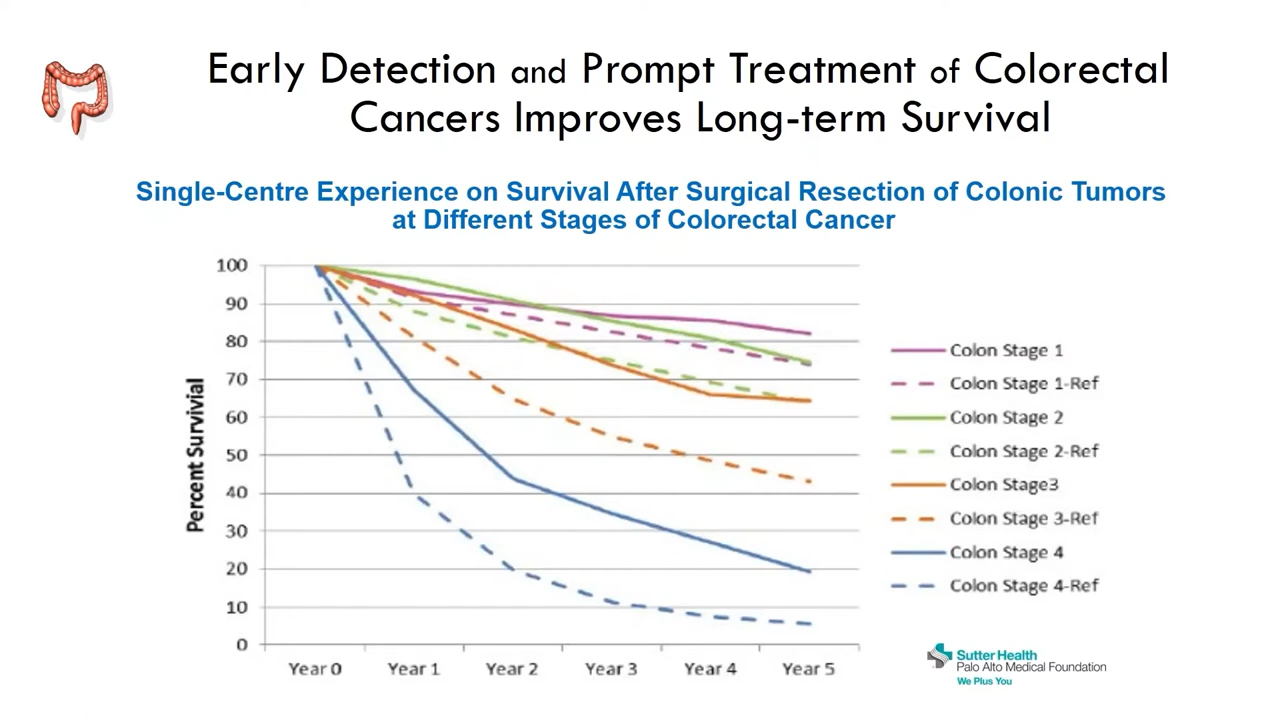 Early Detection and Prompt Treatment of Colorectal
Cancers Improves Long-term Survival
Single-Centre Experience on Survival After Surgical Resection of Colonic Tumors
at Different Stages of Colorectal Cancer
Percent Survivial
100
90
80
70
60
50
40
30
20
10
0
Year 0
Year 1
Year 2
Year 3
Year 4
Year 5
Colon Stage 1
Colon Stage 1-Ref
Colon Stage 2
Colon Stage 2-Ref
Colon Stage3
Colon Stage 3-Ref
Colon Stage 4
Colon Stage 4-Ref
Sutter Health
Palo Alto Medical Foundation
We Plus You